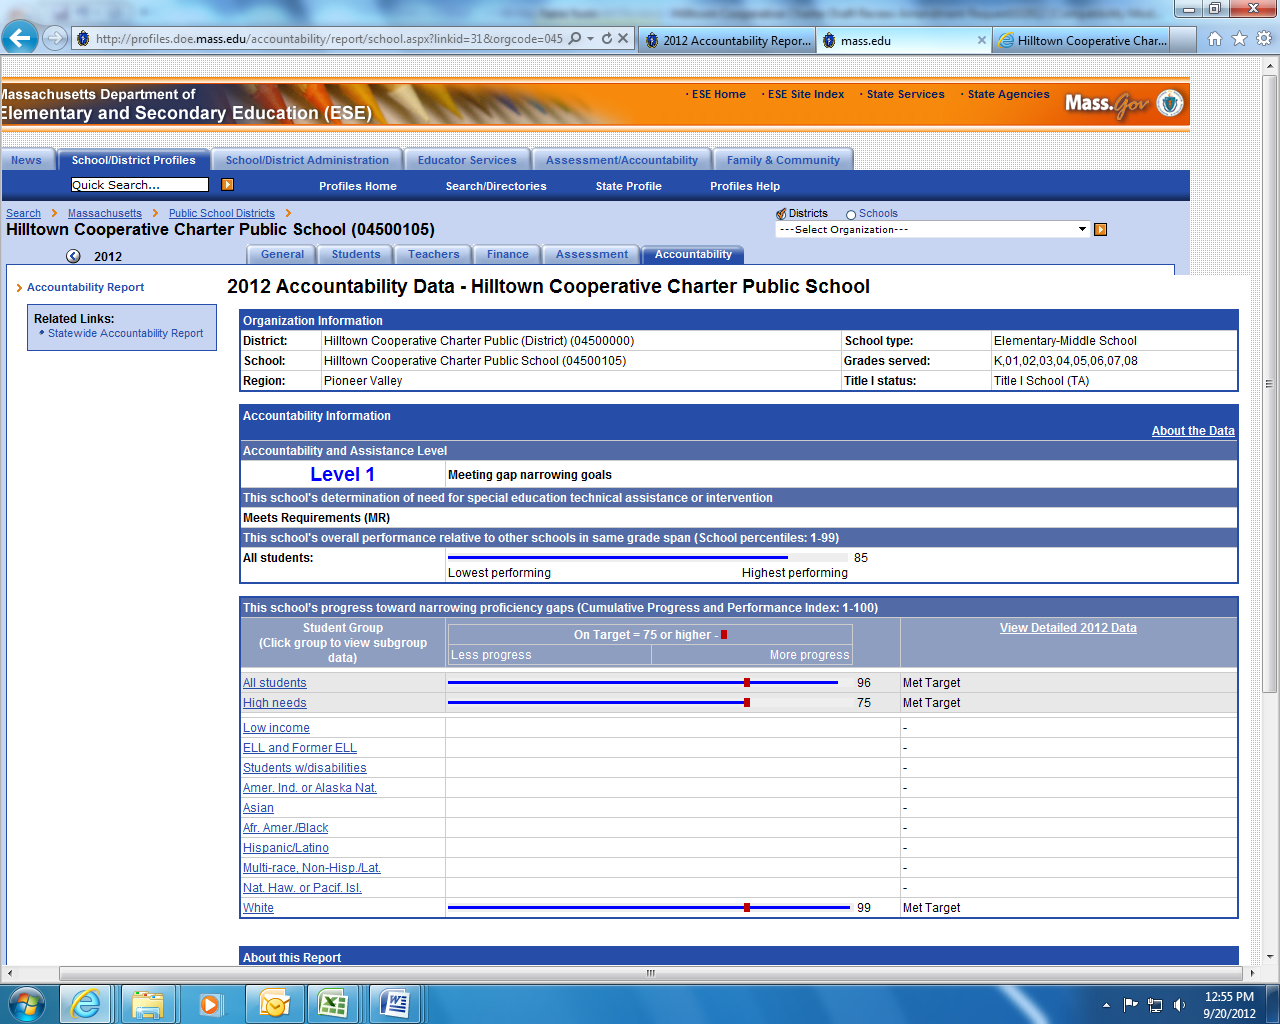 http://profiles.doe.mass.edu/accountability/report/school.aspx?linkid=31&orgcode=045
2012 Accountability Repor...
mass.edu
Hilltown Cooperative Char...
Massachusetts Department of
Elementary and Secondary Education (ESE)
· ESE Home · ESE Site Index · State Services · State Agencies
Mass.Gov
News School/District Profiles School/District Administration Educator Services Assessment/Accountability Family & Community
Quick Search... Profiles Home Search/Directories State Profile Profiles Help
Search Massachusetts Public School Districts
Districts Schools
Hilltown Cooperative Charter Public School (04500105)
---Select Organization---
2012
General Students Teachers Finance Assessment Accountability
Accountability Report
Related Links:
Statewide Accountability Report
2012 Accountability Data - Hilltown Cooperative Charter Public School
Organization Information
District: Hilltown Cooperative Charter Public (District) (04500000) School type: Elementary-Middle School
School: Hilltown Cooperative Charter Public School (04500105) Grades served: K,01,02,03,04,05,06,07,08
Region: Pioneer Valley Title I status: Title I School (TA)
Accountability Information
About the Data
Accountability and Assistance Level
Level 1 Meeting gap narrowing goals
This school's determination of need for special education technical assistance or intervention
Meets Requirements (MR)
This school's overall performance relative to other schools in same grade span (School percentiles: 1-99)
All students: 85
Lowest performing Highest performing
This school's progress toward narrowing proficiency gaps (Cumulative Progress and Performance Index: 1-100)
Student Group
(Click group to view subgroup
data)
On Target = 75 or higher -
Less progress More progress
View Detailed 2012 Data
All students 96 Met Target
High needs 75 Met Target
Low income -
ELL and Former ELL -
Students w/disabilities -
Amer. Ind. or Alaska Nat. -
Asian -
Afr. Amer./Black -
Hispanic/Latino -
Multi-race, Non-Hisp./Lat. -
Nat. Haw. or Pacif. Isl. -
White 99 Met Target
About this Report
12:55 PM
9/20/2012